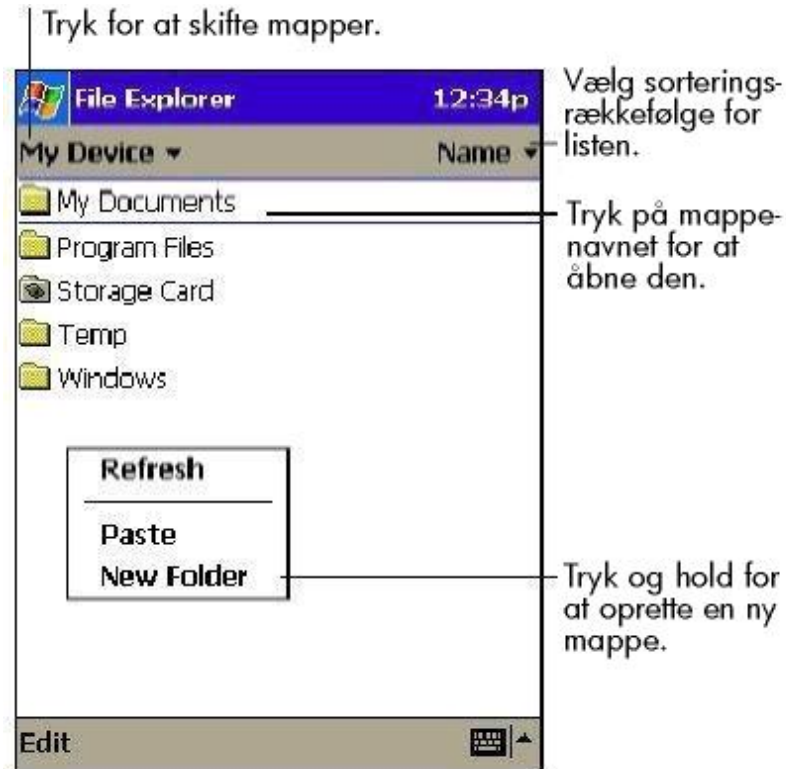 Tryk for at skifte mapper.
File Explorer 12:34p
My Device Name
Vælg sorterings-
rækkefølge for
listen.
My Documents
Tryk på mappe-
navnet for at
åbne den.
Program Files
Storage Card
Temp
Windows
Refresh
Paste
New Folder
Tryk og hold for
at oprette en ny
mappe.
Edit